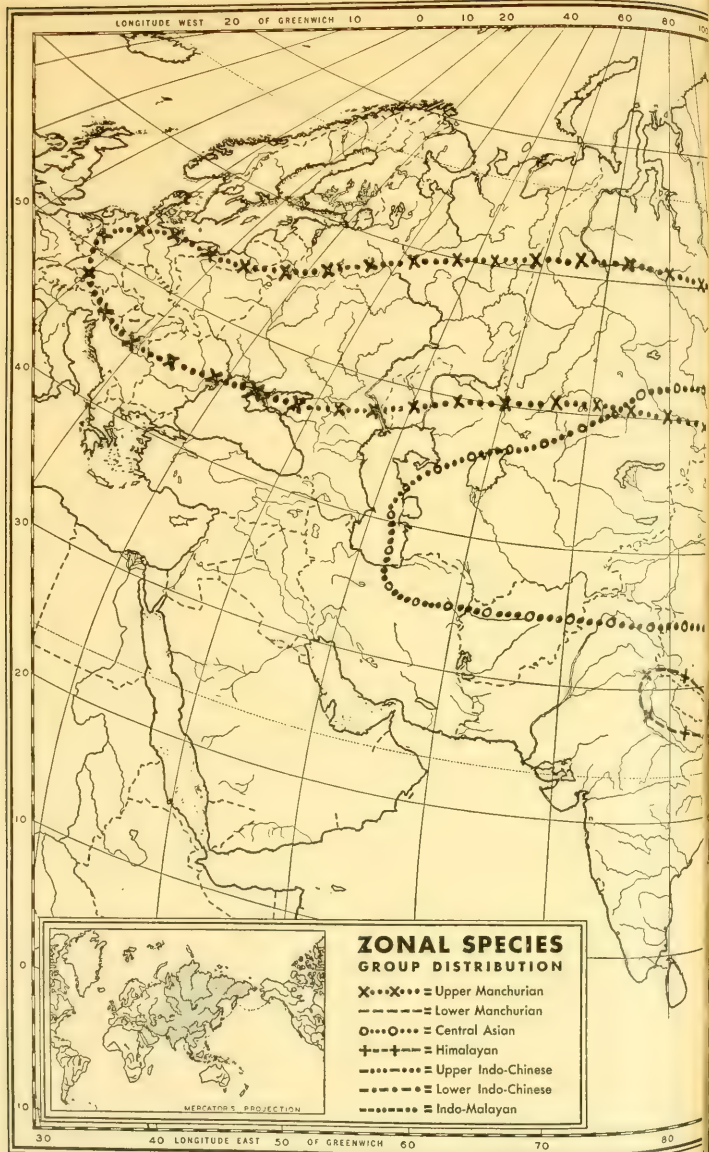 LONGITUDE WEST 20 OF GREENWICH 10 0 10 20 40 60 80 100
50
40
30
20
10
0
10
ZONAL SPECIES
GROUP DISTRIBUTION
X•••X••• = Upper Manchurian
––––––– = Lower Manchurian
O•••O••• = Central Asian
+--+-- = Himalayan
= Upper Indo-Chinese
= Lower Indo-Chinese
= Indo-Malayan
MERCATOR'S PROJECTION
30 40 LONGITUDE EAST 50 OF GREENWICH 60 70 80